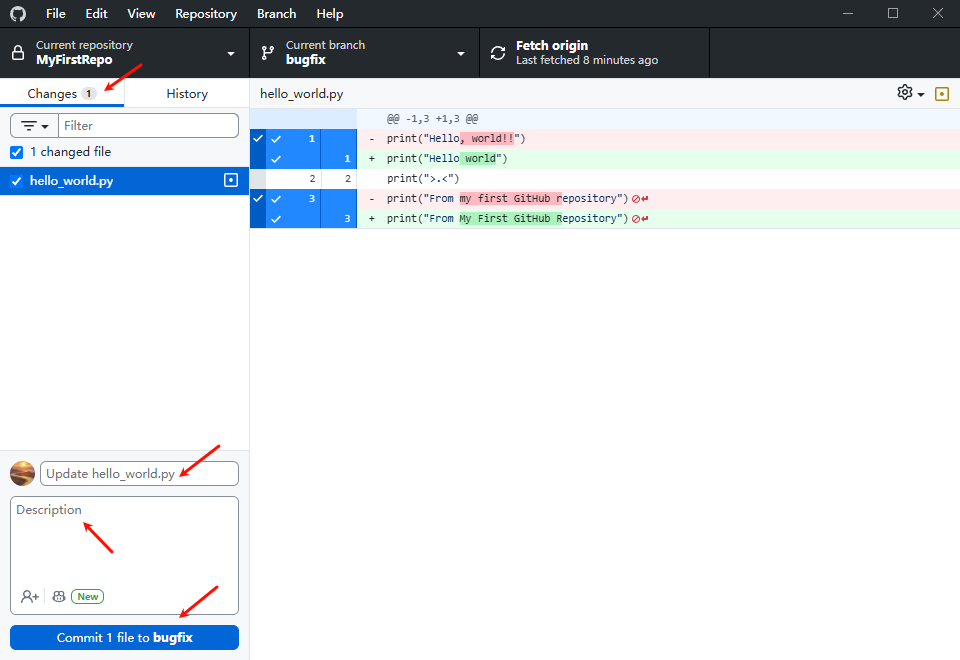 File Edit View Repository Branch Help
Current repository
MyFirstRepo
Current branch
bugfix
Fetch origin
Last fetched 8 minutes ago
Changes 1
History
hello_world.py
Filter
1 changed file
hello_world.py
@@ -1,3 +1,3 @@
1 - print("Hello, world!!")
1 + print("Hello world")
2 2 print(">.<")
3 - print("From my first GitHub repository")
3 + print("From My First GitHub Repository")
Update hello_world.py
Description
New
Commit 1 file to bugfix